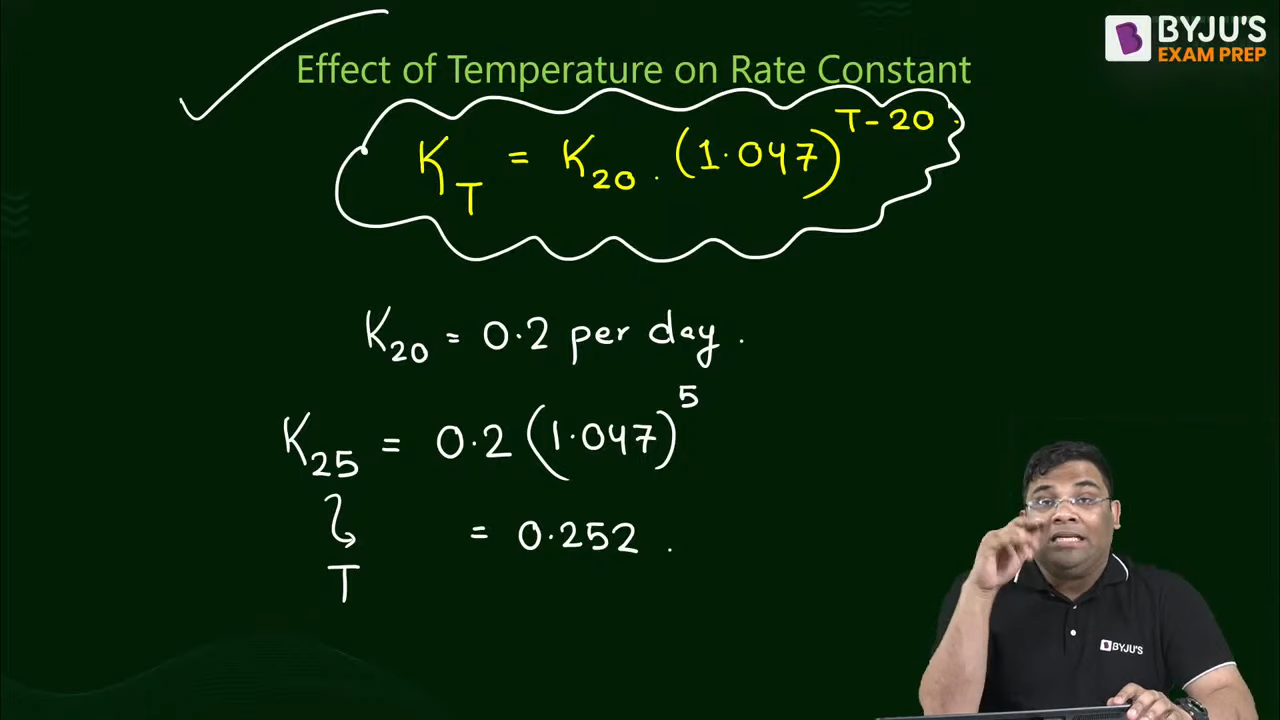 BYJU'S
EXAM PREP
Effect of Temperature on Rate Constant
K_T = K_20 . (1.047)^T-20 .
K_20 = 0.2 per day .
K_25 = 0.2 (1.047)^5
= 0.252 .
T
BYJU'S